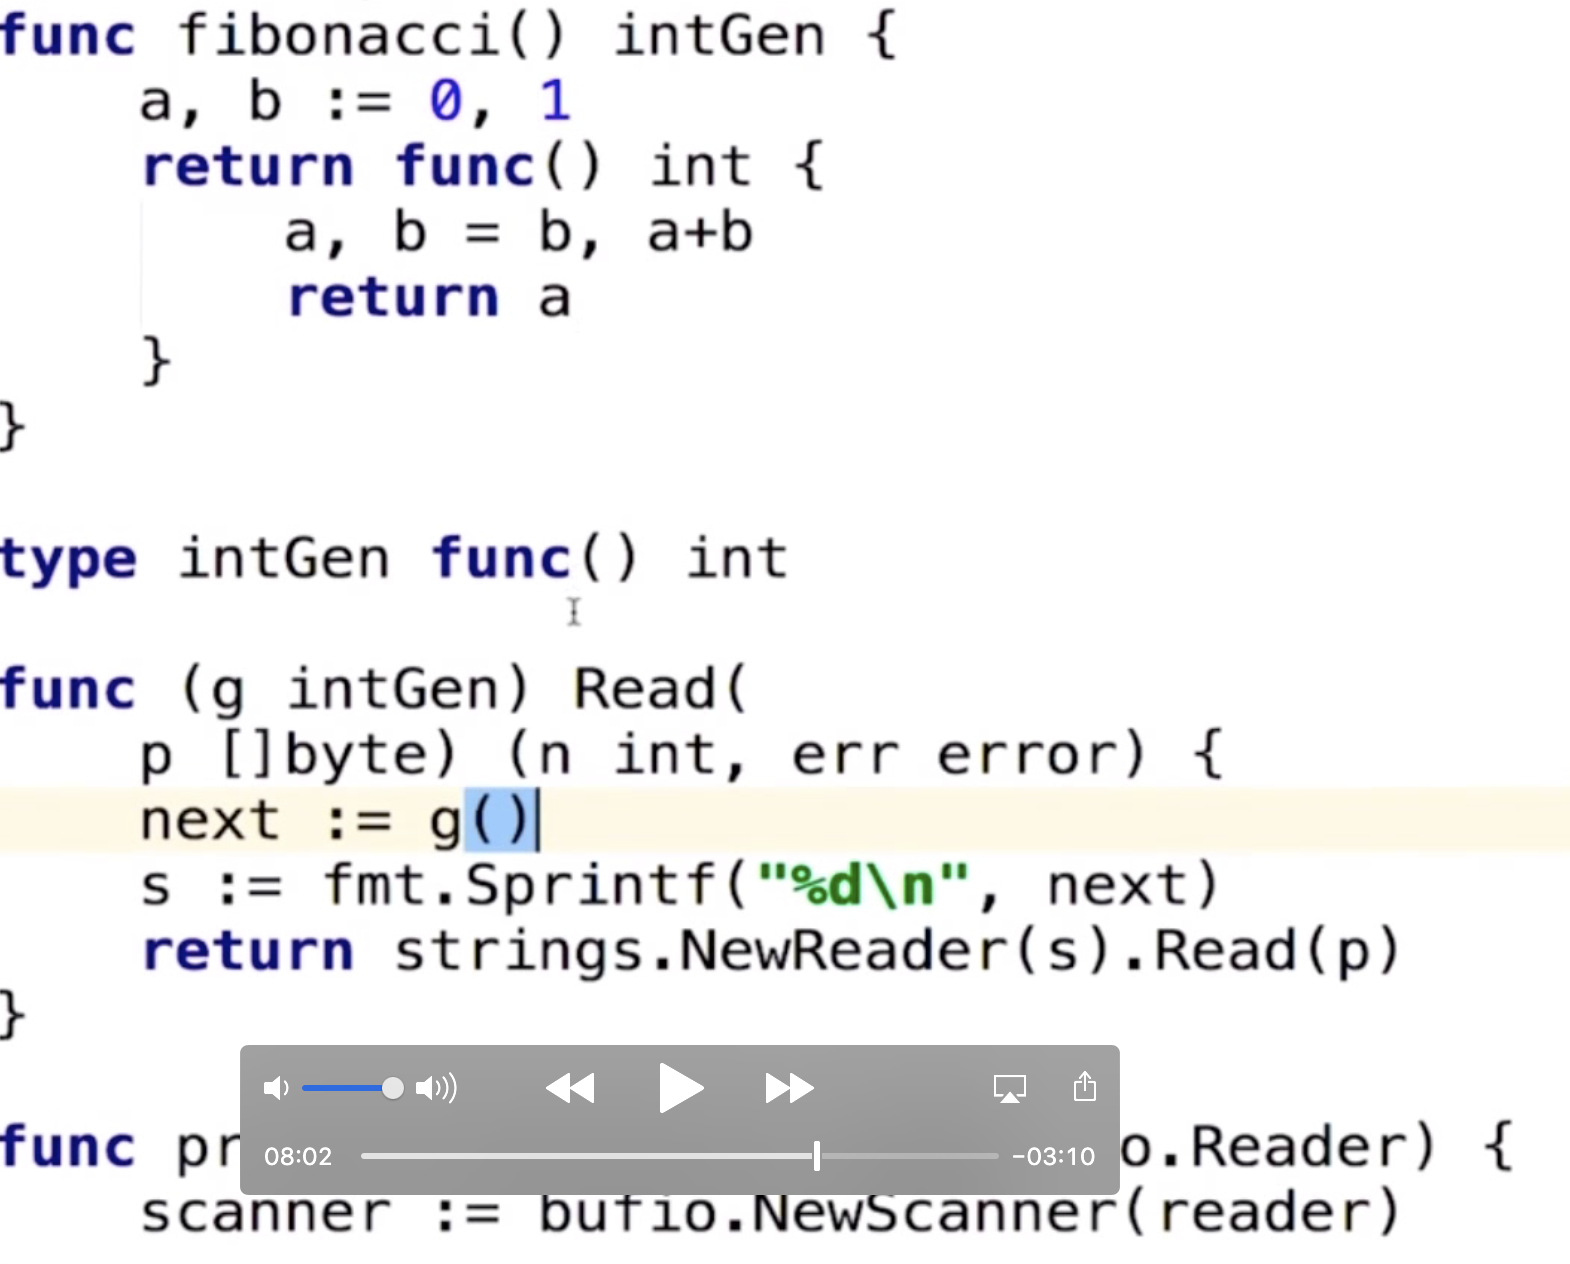 func fibonacci() intGen {
    a, b := 0, 1
    return func() int {
        a, b = b, a+b
        return a
    }
}
type intGen func() int
func (g intGen) Read(
    p []byte) (n int, err error) {
    next := g()
    s := fmt.Sprintf("%d\n", next)
    return strings.NewReader(s).Read(p)
}
func pr o.Reader) {
    scanner := bufio.NewScanner(reader)
08:02 -03:10